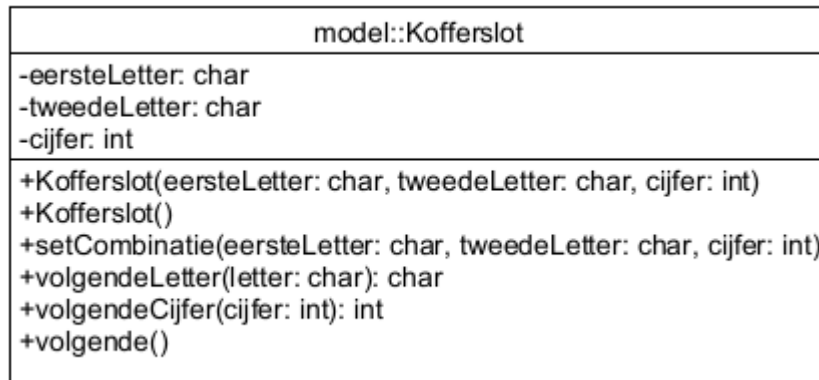 model::Kofferslot
-eersteLetter: char
-tweedeLetter: char
-cijfer: int
+Kofferslot(eersteLetter: char, tweedeLetter: char, cijfer: int)
+Kofferslot()
+setCombinatie(eersteLetter: char, tweedeLetter: char, cijfer: int)
+volgendeLetter(letter: char): char
+volgendeCijfer(cijfer: int): int
+volgende()